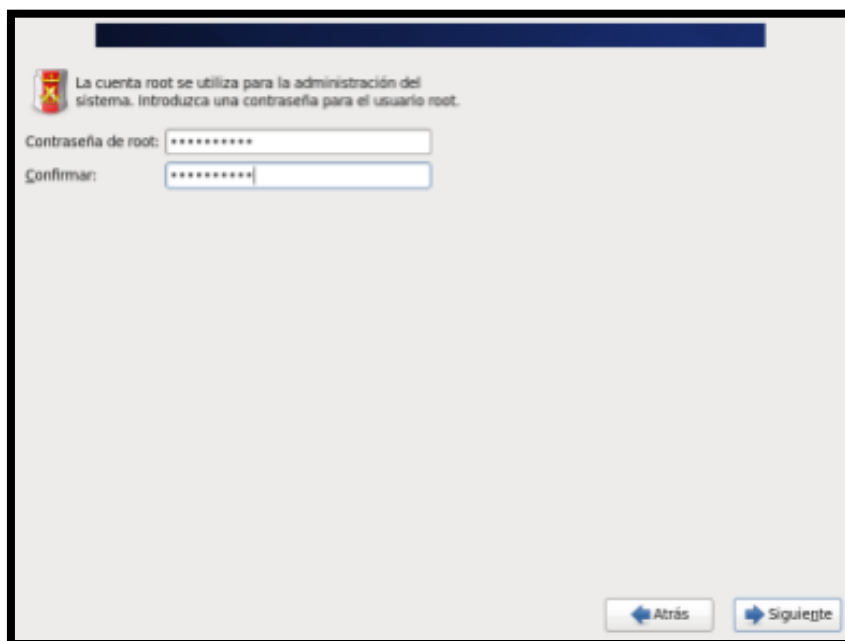 La cuenta root se utiliza para la administración del
sistema. Introduzca una contraseña para el usuario root.
Contraseña de root: ••••••••••
Confirmar: ••••••••••
Atrás Siguiente